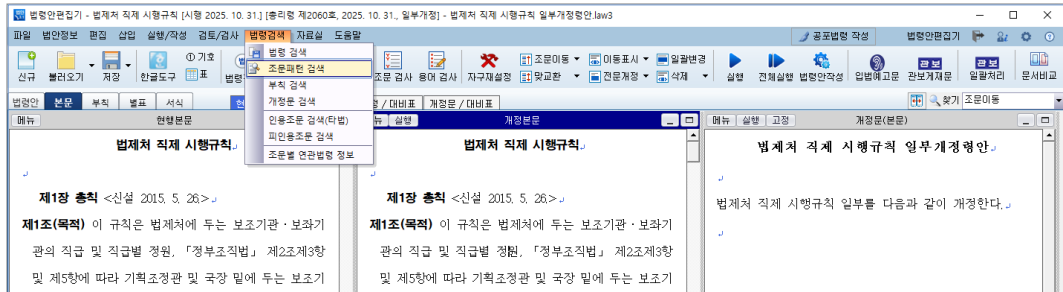 법령안편집기 - 법제처 직제 시행규칙 [시행 2025. 10. 31.] [총리령 제2060호, 2025. 10. 31., 일부개정] - 법제처 직제 시행규칙 일부개정령안.law3
파일 법안정보 편집 삽입 실행/작성 검토/검사 법령검색 자료실 도움말 공포법령 작성 법령안편집기
신규 불러오기 저장 한글도구 ①기호 표 법령 조문 검사 용어 검사 자구재설정 조문이동 이동표시 일괄변경 맞교환 전문개정 삭제 실행 전체실행 법령안작성 입법예고문 관보게재문 일괄처리 문서비교
법령 검색
조문패턴 검색
부칙 검색
개정문 검색
인용조문 검색(타법)
피인용조문 검색
조문별 연관법령 정보
법령안 본문 부칙 별표 서식 / 대비표 개정문 / 대비표 찾기 조문이동
메뉴 현행본문 실행 개정본문 메뉴 실행 고정 개정문(본문)
법제처 직제 시행규칙
제1장 총칙 <신설 2015. 5. 26.>
제1조(목적) 이 규칙은 법제처에 두는 보조기관·보좌기
관의 직급 및 직급별 정원, 「정부조직법」 제2조제3항
및 제5항에 따라 기획조정관 및 국장 밑에 두는 보조기
법제처 직제 시행규칙
제1장 총칙 <신설 2015. 5. 26.>
제1조(목적) 이 규칙은 법제처에 두는 보조기관·보좌기
관의 직급 및 직급별 정원, 「정부조직법」 제2조제3항
및 제5항에 따라 기획조정관 및 국장 밑에 두는 보조기
법제처 직제 시행규칙 일부개정령안
법제처 직제 시행규칙 일부를 다음과 같이 개정한다.